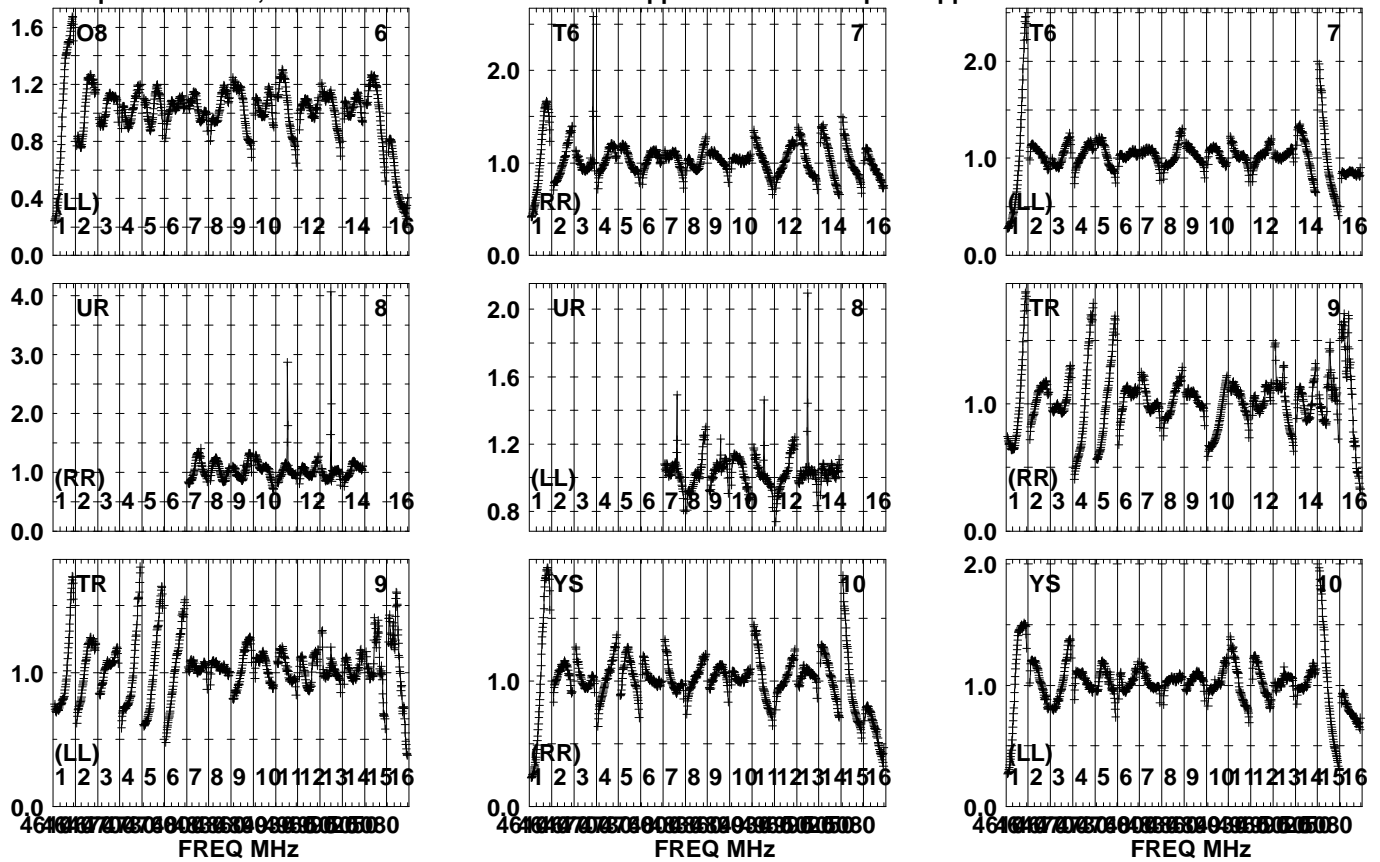 1.6 O8 6
1.2
0.8
0.4 (LL)
1 2 3 4 5 6 7 8 9 10 12 14 16
0.0
T6 7
2.0
1.0
(RR)
1 2 3 4 5 6 7 8 9 10 12 14 16
0.0
T6 7
2.0
1.0
(LL)
1 2 3 4 5 6 7 8 9 10 12 14 16
0.0
4.0 UR 8
3.0
2.0
1.0 (RR)
1 2 3 4 5 6 7 8 9 10 12 14 16
0.0
2.0 UR 8
1.6
1.2
(LL)
1 2 3 4 5 6 7 8 9 10 12 14 16
0.8
TR 9
1.0
(RR)
1 2 3 4 5 6 7 8 9 10 12 14 16
0.0
TR 9
1.0
(LL)
1 2 3 4 5 6 7 8 9 10 11 12 13 14 15 16
0.0
FREQ MHz
YS 10
1.0
(RR)
1 2 3 4 5 6 7 8 9 10 11 12 13 14 15 16
0.0
FREQ MHz
2.0 YS 10
1.0
(LL)
1 2 3 4 5 6 7 8 9 10 11 12 13 14 15 16
0.0
FREQ MHz